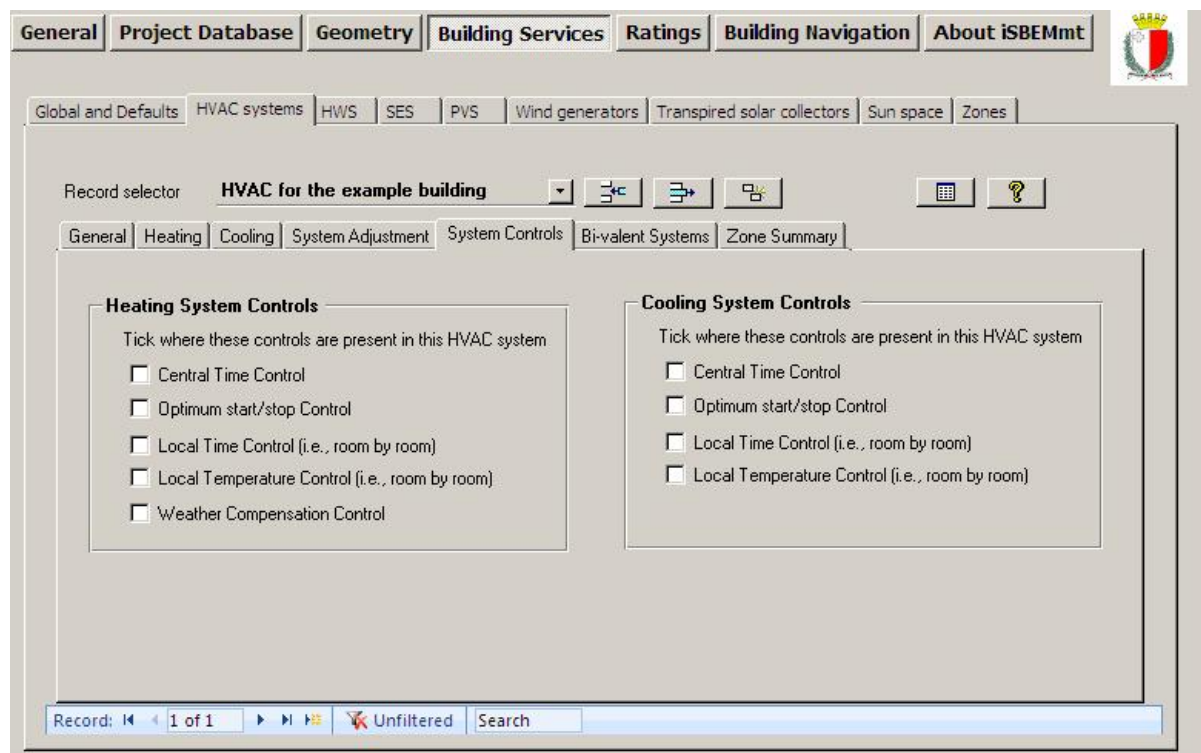 General Project Database Geometry Building Services Ratings Building Navigation About iSBEMmt
Global and Defaults HVAC systems HWS SES PVS Wind generators Transpired solar collectors Sun space Zones
Record selector HVAC for the example building
General Heating Cooling System Adjustment System Controls Bi-valent Systems Zone Summary
Heating System Controls
Tick where these controls are present in this HVAC system
Central Time Control
Optimum start/stop Control
Local Time Control (i.e., room by room)
Local Temperature Control (i.e., room by room)
Weather Compensation Control
Cooling System Controls
Tick where these controls are present in this HVAC system
Central Time Control
Optimum start/stop Control
Local Time Control (i.e., room by room)
Local Temperature Control (i.e., room by room)
Record: 1 of 1 Unfiltered Search